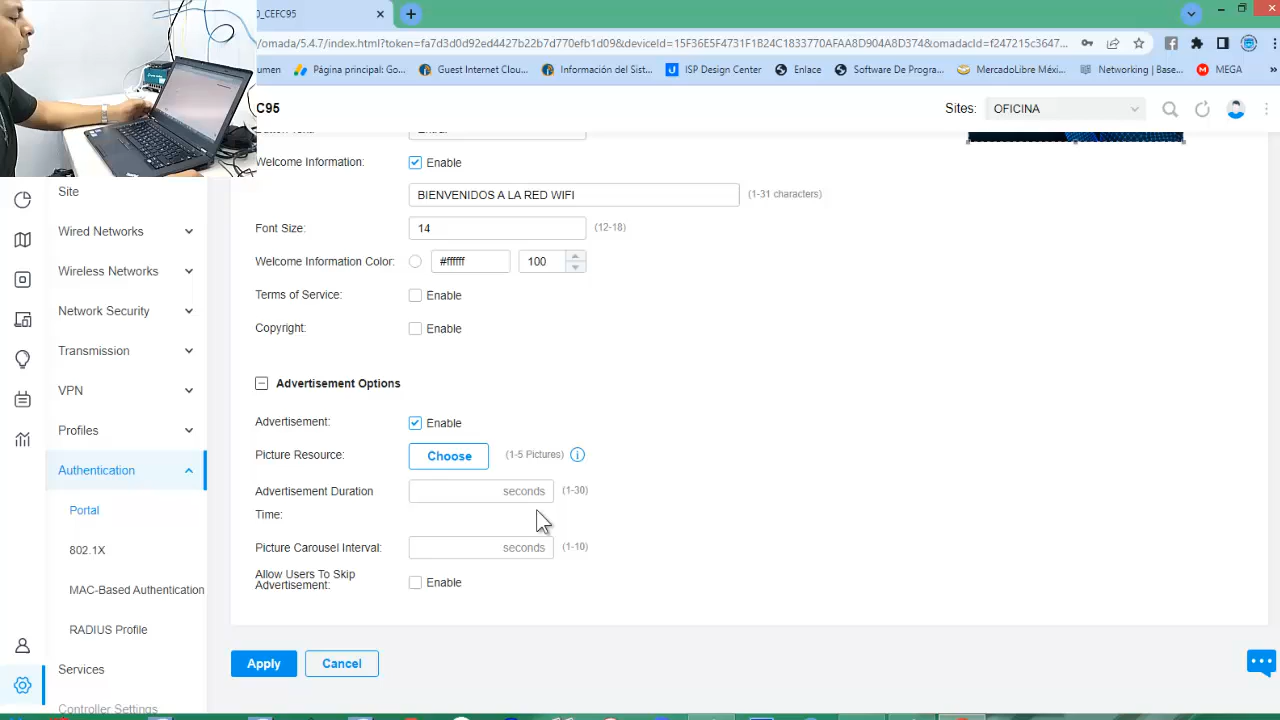 0_CEFC95
/omada/5.4.7/index.html?token=fa7d3d0d92ed4427b22b7d770efb1d09&deviceId=15F36E5F4731F1B24C1833770AFAA8D904A8D374&omadacId=f247215c3647...
umen
Página principal: Go...
Guest Internet Gau...
Información del Sist...
ISP Design Center
Enlace
Software De Progra...
MercadoLibre Méxi...
Networking | Base...
MEGA
C95
Sites: OFICINA
Welcome Information: Enable
BIENVENIDOS A LA RED WIFI (1-31 characters)
Font Size: 14 (12-18)
Welcome Information Color: #ffffff 100
Terms of Service: Enable
Copyright: Enable
Advertisement Options
Advertisement: Enable
Picture Resource: Choose (1-5 Pictures)
Advertisement Duration
Time: seconds (1-30)
Picture Carousel Interval: seconds (1-10)
Allow Users To Skip
Advertisement: Enable
Apply Cancel
Site
Wired Networks
Wireless Networks
Network Security
Transmission
VPN
Profiles
Authentication
Portal
802.1X
MAC-Based Authentication
RADIUS Profile
Services
Controller Settings